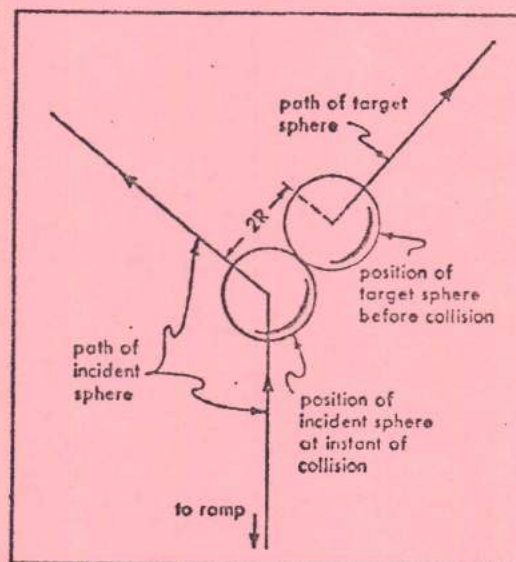 path of target
sphere
2R
position of
target sphere
before collision
path of
incident
sphere
position of
incident sphere
at instant of
collision
to ramp